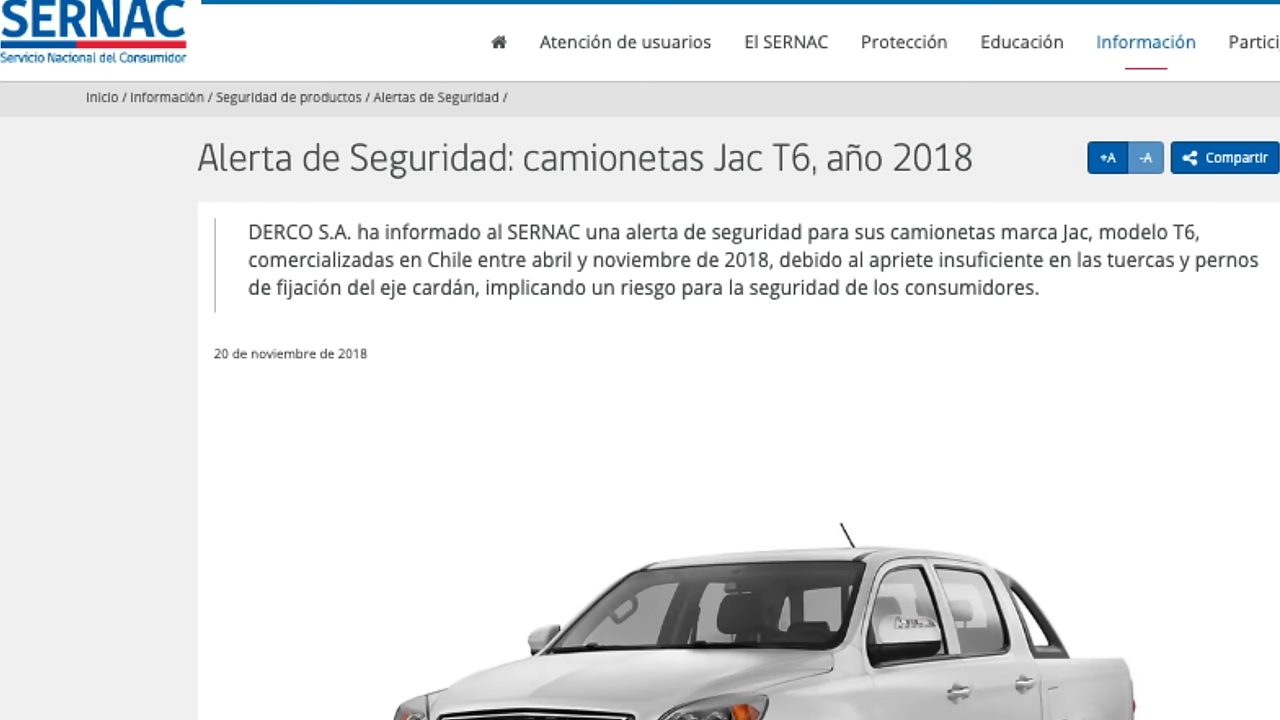 SERNAC
Servicio Nacional del Consumidor
Atención de usuarios El SERNAC Protección Educación Información Partici
Inicio / Información / Seguridad de productos / Alertas de Seguridad /
Alerta de Seguridad: camionetas Jac T6, año 2018
+A -A Compartir
DERCO S.A. ha informado al SERNAC una alerta de seguridad para sus camionetas marca Jac, modelo T6,
comercializadas en Chile entre abril y noviembre de 2018, debido al apriete insuficiente en las tuercas y pernos
de fijación del eje cardán, implicando un riesgo para la seguridad de los consumidores.
20 de noviembre de 2018